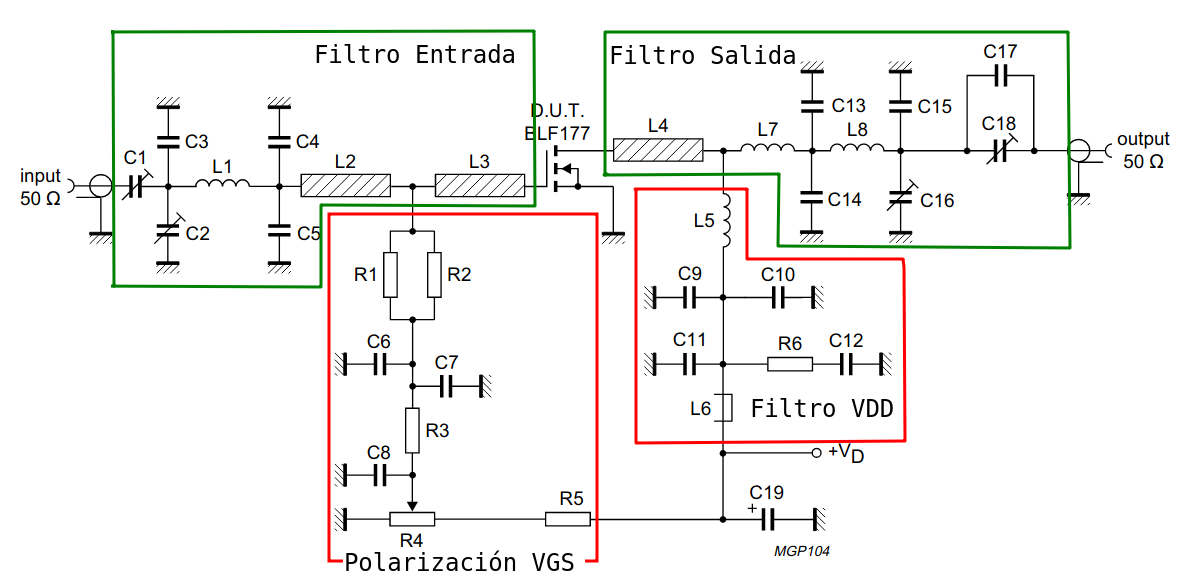 Filtro Entrada
Filtro Salida
C17
D.U.T.
BLF177
C13
C15
C3
C4
L4
L7
L8
C18
output
50 Ω
input
50 Ω
C1
L1
L2
L3
C14
C16
C2
C5
L5
R1
R2
C9
C10
C6
C7
C11
R6
C12
L6
Filtro VDD
R3
C8
+VD
R5
C19
+
R4
MGP104
Polarización VGS